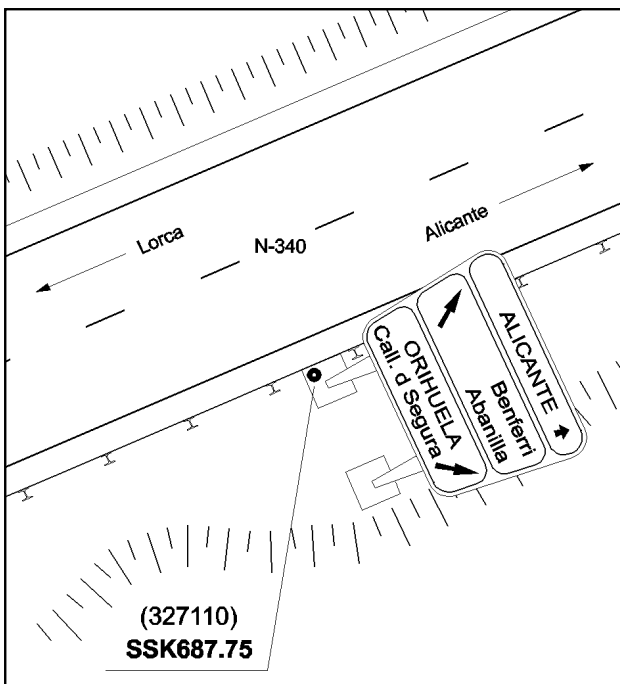 Lorca
N-340
Alicante
ALICANTE
Benferri
Abanilla
ORIHUELA
Call. d Segura
(327110)
SSK687.75